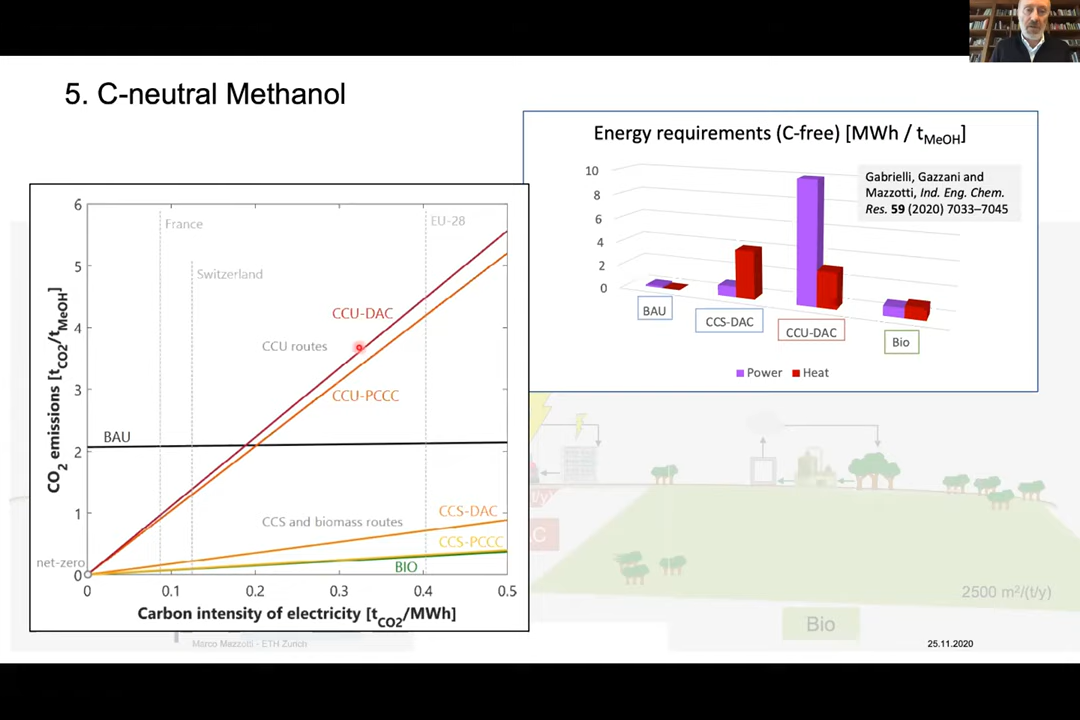 5. C-neutral Methanol
Energy requirements (C-free) [MWh / tMeOH]
10
8
6
4
2
0
Gabrielli, Gazzani and
Mazzotti, Ind. Eng. Chem.
Res. 59 (2020) 7033–7045
BAU
CCS-DAC
CCU-DAC
Bio
Power
Heat
CO2 emissions [tCO2/tMeOH]
6
5
4
3
2
1
0
France
Switzerland
EU-28
CCU-DAC
CCU routes
CCU-PCCC
BAU
CCS and biomass routes
CCS-DAC
CCS-PCCC
BIO
net-zero
0
0.1
0.2
0.3
0.4
0.5
Carbon intensity of electricity [tCO2/MWh]
C
2500 m²/(t/y)
Bio
Marco Mazzotti - ETH Zurich
25.11.2020